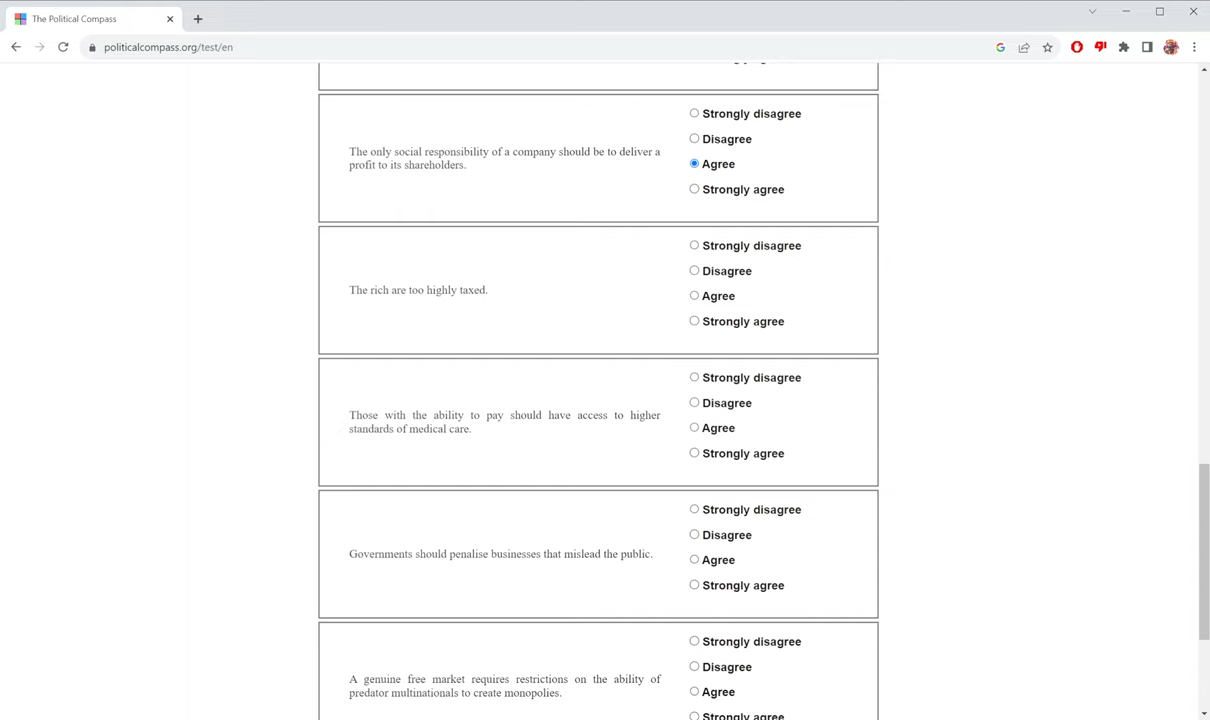 The Political Compass
politicalcompass.org/test/en
Strongly disagree
Disagree
The only social responsibility of a company should be to deliver a
profit to its shareholders.
Agree
Strongly agree
Strongly disagree
Disagree
The rich are too highly taxed.
Agree
Strongly agree
Strongly disagree
Disagree
Those with the ability to pay should have access to higher
standards of medical care.
Agree
Strongly agree
Strongly disagree
Disagree
Governments should penalise businesses that mislead the public.
Agree
Strongly agree
Strongly disagree
Disagree
A genuine free market requires restrictions on the ability of
predator multinationals to create monopolies.
Agree
Strongly agree